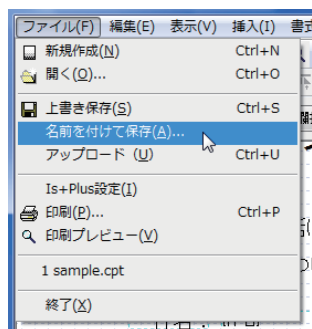 ファイル(F) 編集(E) 表示(V) 挿入(I) 書式
新規作成(N) Ctrl+N
開く(O)... Ctrl+O
上書き保存(S) Ctrl+S
名前を付けて保存(A)...
アップロード (U) Ctrl+U
Is+Plus設定(I)
印刷(P)... Ctrl+P
印刷プレビュー(V)
1 sample.cpt
終了(X)